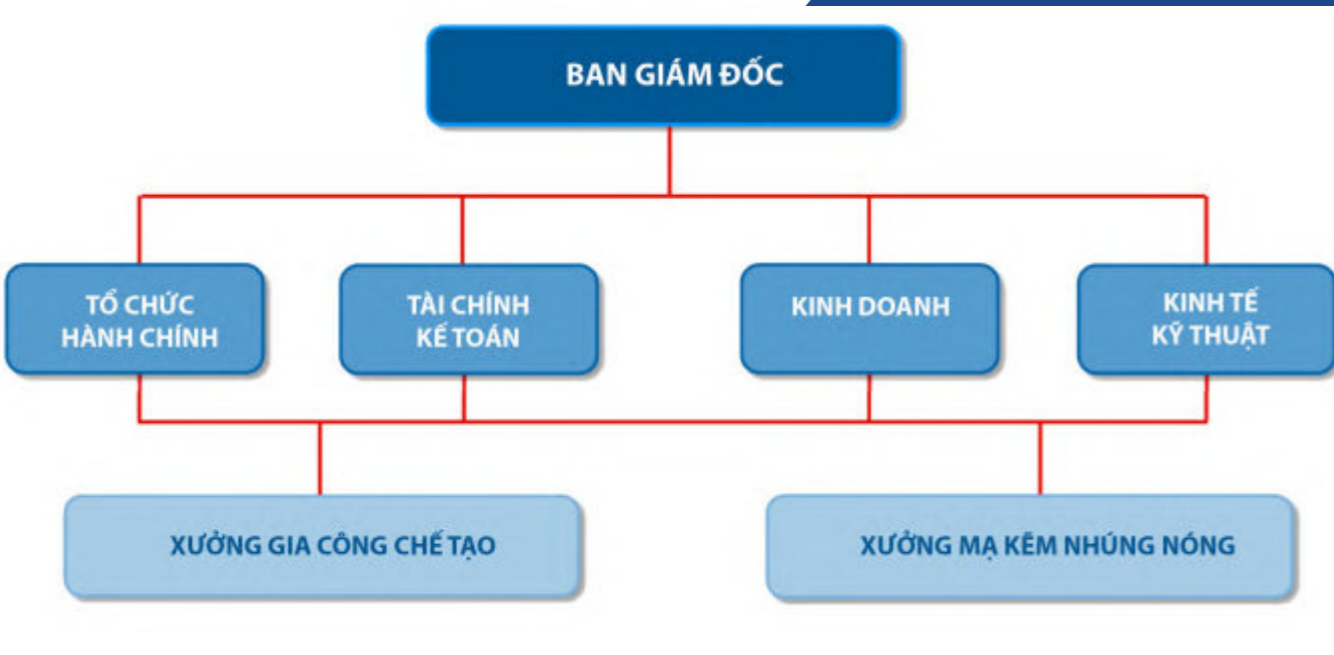 BAN GIÁM ĐỐC
TỔ CHỨC
HÀNH CHÍNH
TÀI CHÍNH
KẾ TOÁN
KINH DOANH
KINH TẾ
KỸ THUẬT
XƯỞNG GIA CÔNG CHẾ TẠO
XƯỞNG MẠ KẼM NHÚNG NÓNG